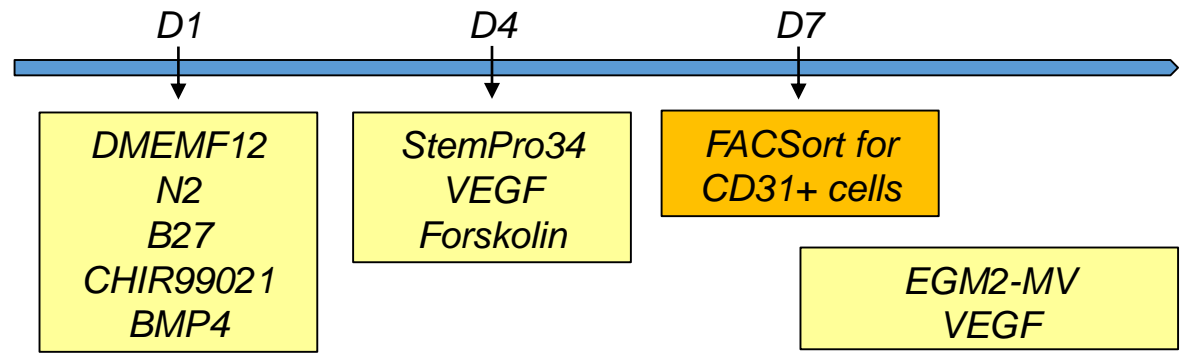 D1
D4
D7
DMEMF12
N2
B27
CHIR99021
BMP4
StemPro34
VEGF
Forskolin
FACSort for
CD31+ cells
EGM2-MV
VEGF